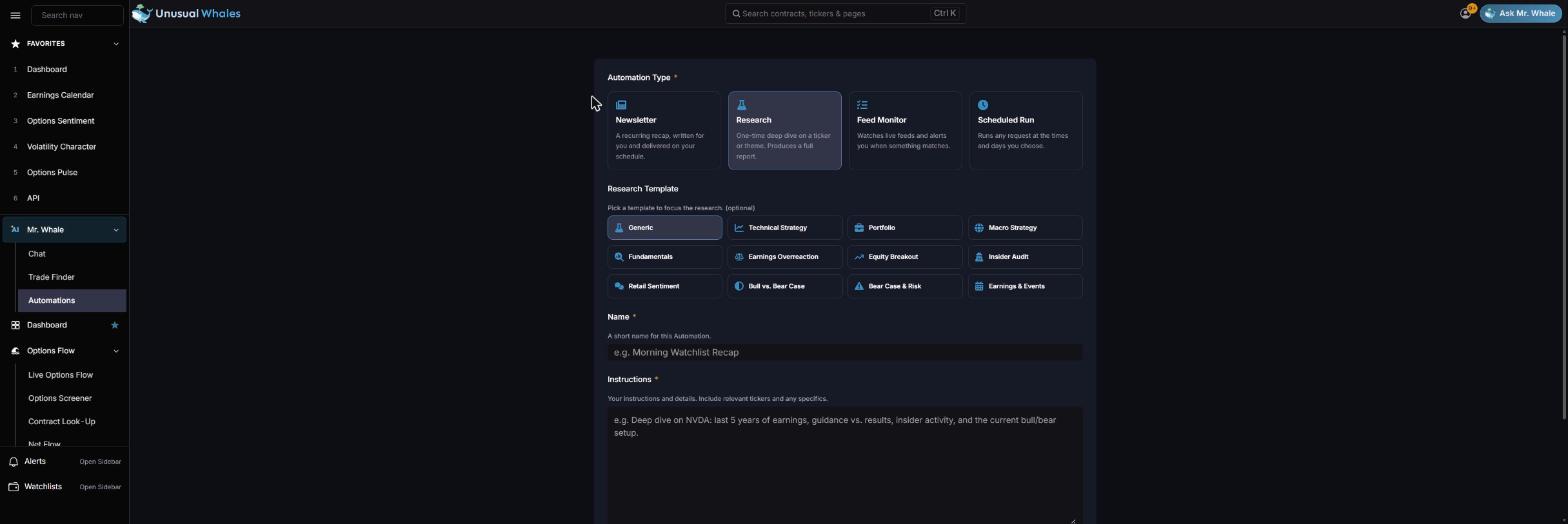 Search nav
Unusual Whales
Search contracts, tickers & pages
Ctrl K
9+
Ask Mr. Whale
FAVORITES
1 Dashboard
2 Earnings Calendar
3 Options Sentiment
4 Volatility Character
5 Options Pulse
6 API
AI Mr. Whale
Chat
Trade Finder
Automations
Dashboard
Options Flow
Live Options Flow
Options Screener
Contract Look-Up
Net Flow
Alerts Open Sidebar
Watchlists Open Sidebar
Automation Type *
Newsletter
A recurring recap, written for
you and delivered on your
schedule.
Research
One-time deep dive on a ticker
or theme. Produces a full
report.
Feed Monitor
Watches live feeds and alerts
you when something matches.
Scheduled Run
Runs any request at the times
and days you choose.
Research Template
Pick a template to focus the research. (optional)
Generic
Technical Strategy
Portfolio
Macro Strategy
Fundamentals
Earnings Overreaction
Equity Breakout
Insider Audit
Retail Sentiment
Bull vs. Bear Case
Bear Case & Risk
Earnings & Events
Name *
A short name for this Automation.
e.g. Morning Watchlist Recap
Instructions *
Your instructions and details. Include relevant tickers and any specifics.
e.g. Deep dive on NVDA: last 5 years of earnings, guidance vs. results, insider activity, and the current bull/bear
setup.